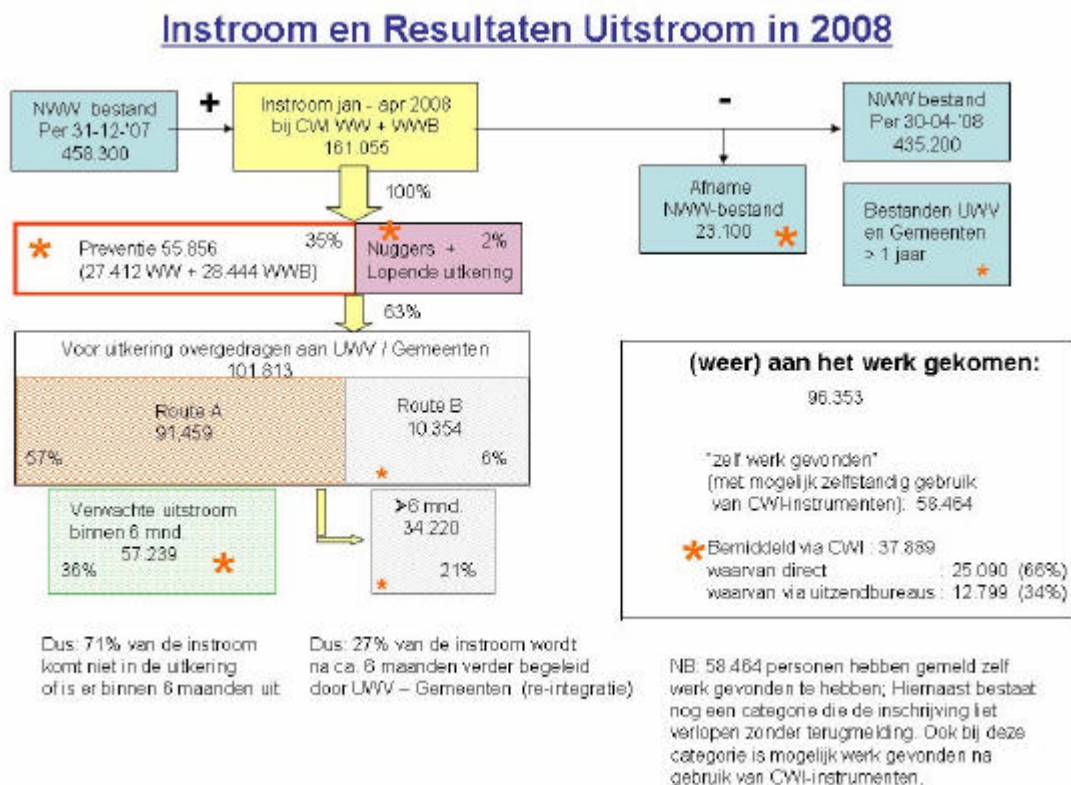 Instroom en Resultaten Uitstroom in 2008
NWW bestand
Per 31-12-'07
458.300
+
Instroom jan - apr 2008
bij CWI WW + WWB
161.055
-
NWW bestand
Per 30-04-'08
435.200
100%
Afname
NWW-bestand
23.100
Bestanden UWV
en Gemeenten
> 1 jaar
Preventie 55.856
35%
(27.412 WW + 28.444 WWB)
Nuggers +
2%
Lopende uitkering
63%
Voor uitkering overgedragen aan UWV / Gemeenten
101.813
Route A
91,459
57%
Route B
10.354
6%
Verwachte uitstroom
binnen 6 mnd.
57.239
36%
>6 mnd.
34.220
21%
(weer) aan het werk gekomen:
96.353
"zelf werk gevonden"
(met mogelijk zelfstandig gebruik
van CWI-instrumenten): 58.464
Bemiddeld via CWI : 37.889
waarvan direct : 25.090 (66%)
waarvan via uitzendbureaus : 12.799 (34%)
Dus: 71% van de instroom
komt niet in de uitkering
of is er binnen 6 maanden uit
Dus: 27% van de instroom wordt
na ca. 6 maanden verder begeleid
door UWV – Gemeenten (re-integratie)
NB: 58.464 personen hebben gemeld zelf
werk gevonden te hebben; Hiernaast bestaat
nog een categorie die de inschrijving liet
verlopen zonder terugmelding. Ook bij deze
categorie is mogelijk werk gevonden na
gebruik van CWI-instrumenten.